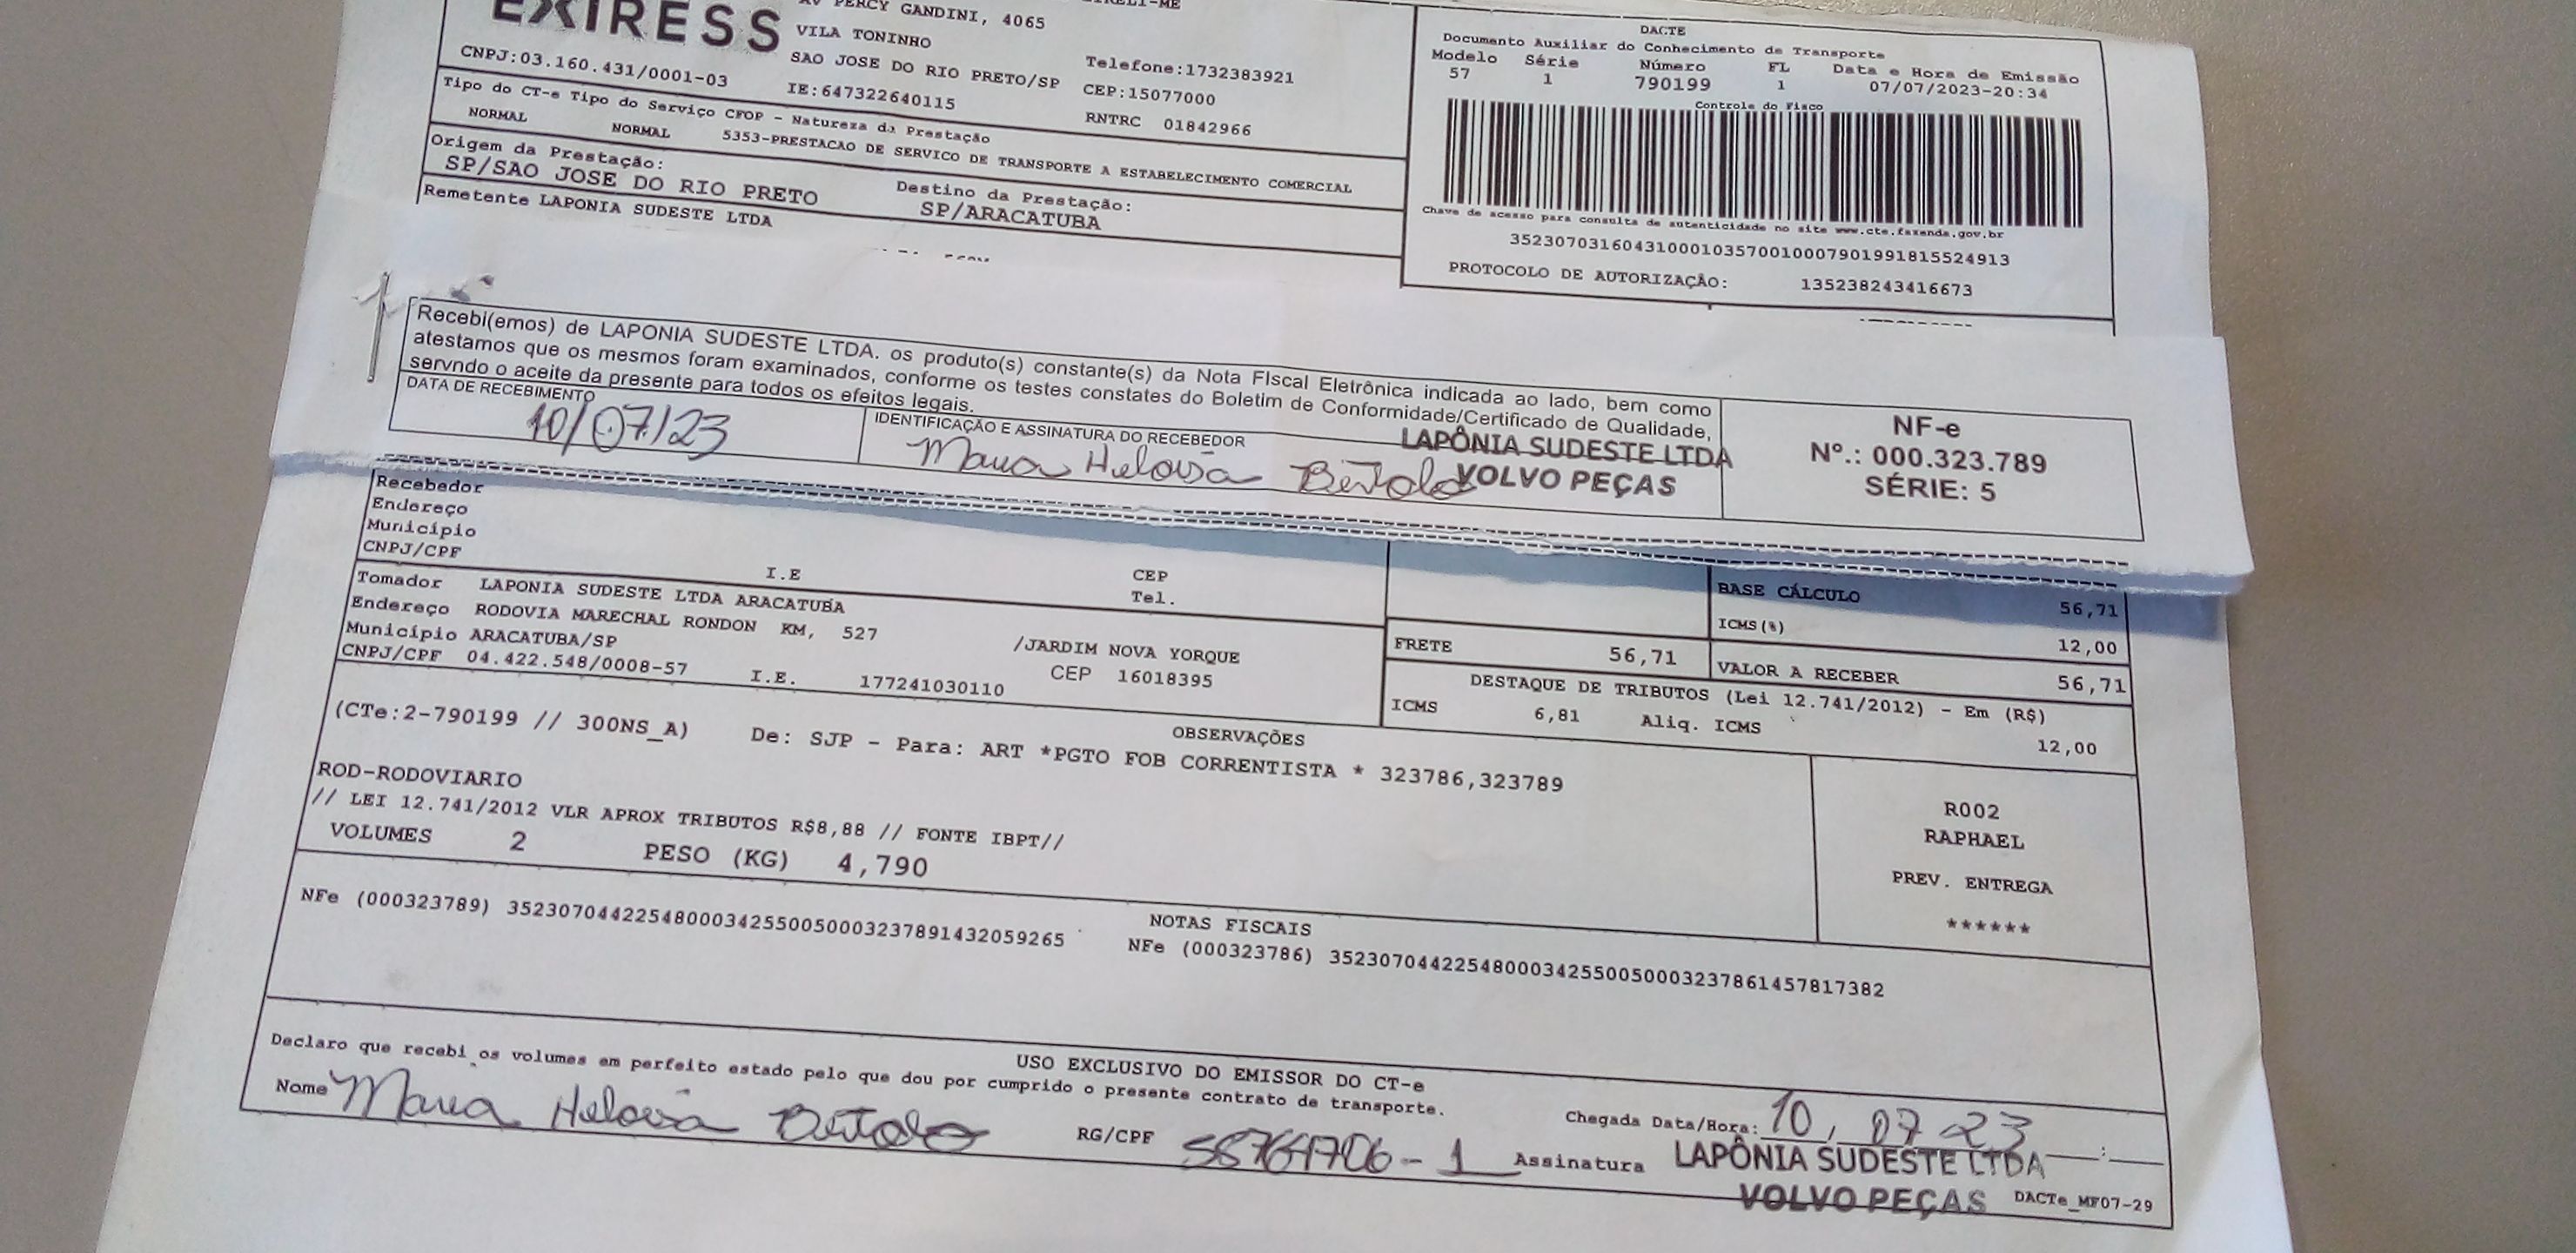 EXPRESS
AV PERCY GANDINI, 4065
VILA TONINHO
SAO JOSE DO RIO PRETO/SP
Telefone:1732383921
CNPJ:03.160.431/0001-03
IE:647322640115
CEP:15077000
RNTRC 01842966
Tipo do CT-e Tipo do Serviço CFOP - Natureza da Prestação
NORMAL NORMAL 5353-PRESTACAO DE SERVICO DE TRANSPORTE A ESTABELECIMENTO COMERCIAL
Origem da Prestação:
SP/SAO JOSE DO RIO PRETO
Destino da Prestação:
SP/ARACATUBA
Remetente LAPONIA SUDESTE LTDA
DACTE
Documento Auxiliar do Conhecimento de Transporte
Modelo Série Número FL Data e Hora de Emissão
57 1 790199 1 07/07/2023-20:34
Controle do Fisco
Chave de acesso para consulta de autenticidade no site www.cte.fazenda.gov.br
35230703160431000103570010007901991815524913
PROTOCOLO DE AUTORIZAÇÃO: 135238243416673
Recebi(emos) de LAPONIA SUDESTE LTDA. os produto(s) constante(s) da Nota FIscal Eletrônica indicada ao lado, bem como
atestamos que os mesmos foram examinados, conforme os testes constates do Boletim de Conformidade/Certificado de Qualidade,
servndo o aceite da presente para todos os efeitos legais.
DATA DE RECEBIMENTO
10/07/23
IDENTIFICAÇÃO E ASSINATURA DO RECEBEDOR
Maria Heloisa Bertolo
LAPÔNIA SUDESTE LTDA
VOLVO PEÇAS
NF-e
Nº.: 000.323.789
SÉRIE: 5
Recebedor
Endereço
Município
CNPJ/CPF
I.E
CEP
Tel.
Tomador LAPONIA SUDESTE LTDA ARACATUBA
Endereço RODOVIA MARECHAL RONDON KM, 527 /JARDIM NOVA YORQUE
Município ARACATUBA/SP CEP 16018395
CNPJ/CPF 04.422.548/0008-57 I.E. 177241030110
BASE CÁLCULO 56,71
ICMS(%) 12,00
FRETE 56,71
VALOR A RECEBER 56,71
DESTAQUE DE TRIBUTOS (Lei 12.741/2012) - Em (R$)
ICMS 6,81 Aliq. ICMS 12,00
OBSERVAÇÕES
(CTe:2-790199 // 300NS_A) De: SJP - Para: ART *PGTO FOB CORRENTISTA * 323786,323789
ROD-RODOVIARIO
// LEI 12.741/2012 VLR APROX TRIBUTOS R$8,88 // FONTE IBPT//
VOLUMES 2 PESO (KG) 4,790
R002
RAPHAEL
PREV. ENTREGA
******
NOTAS FISCAIS
NFe (000323789) 35230704422548000342550050003237891432059265
NFe (000323786) 35230704422548000342550050003237861457817382
USO EXCLUSIVO DO EMISSOR DO CT-e
Declaro que recebi os volumes em perfeito estado pelo que dou por cumprido o presente contrato de transporte.
Nome Maria Heloisa Bertolo
RG/CPF
Chegada Data/Hora: 10, 07 23 :
Assinatura LAPÔNIA SUDESTE LTDA
VOLVO PEÇAS
DACTe_MF07-29